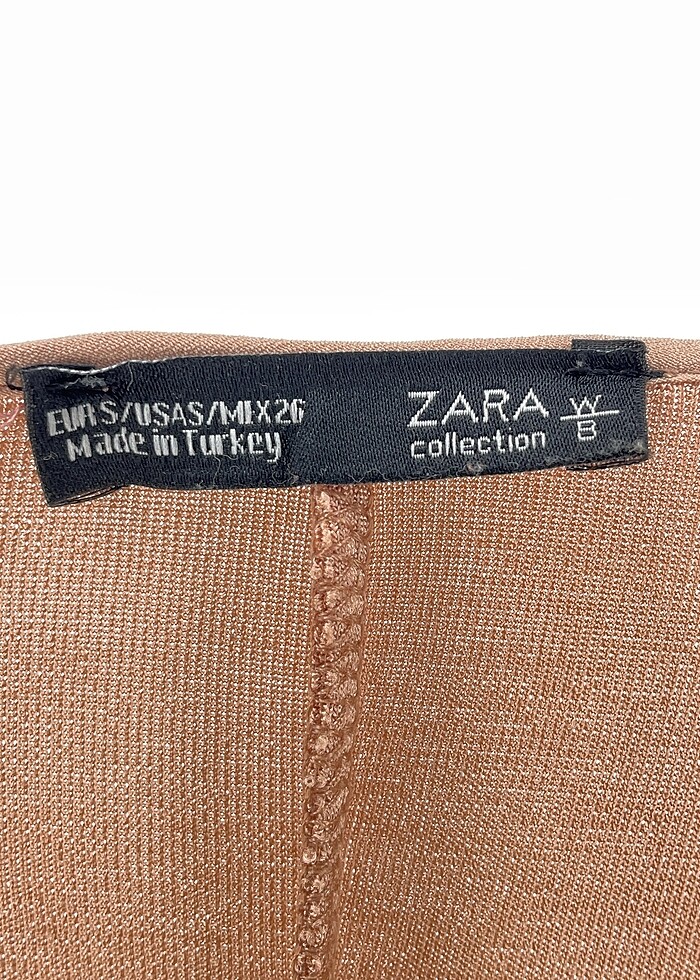 EUR S/USA S/MEX 26
Made in Turkey
ZARA
collection
W
B